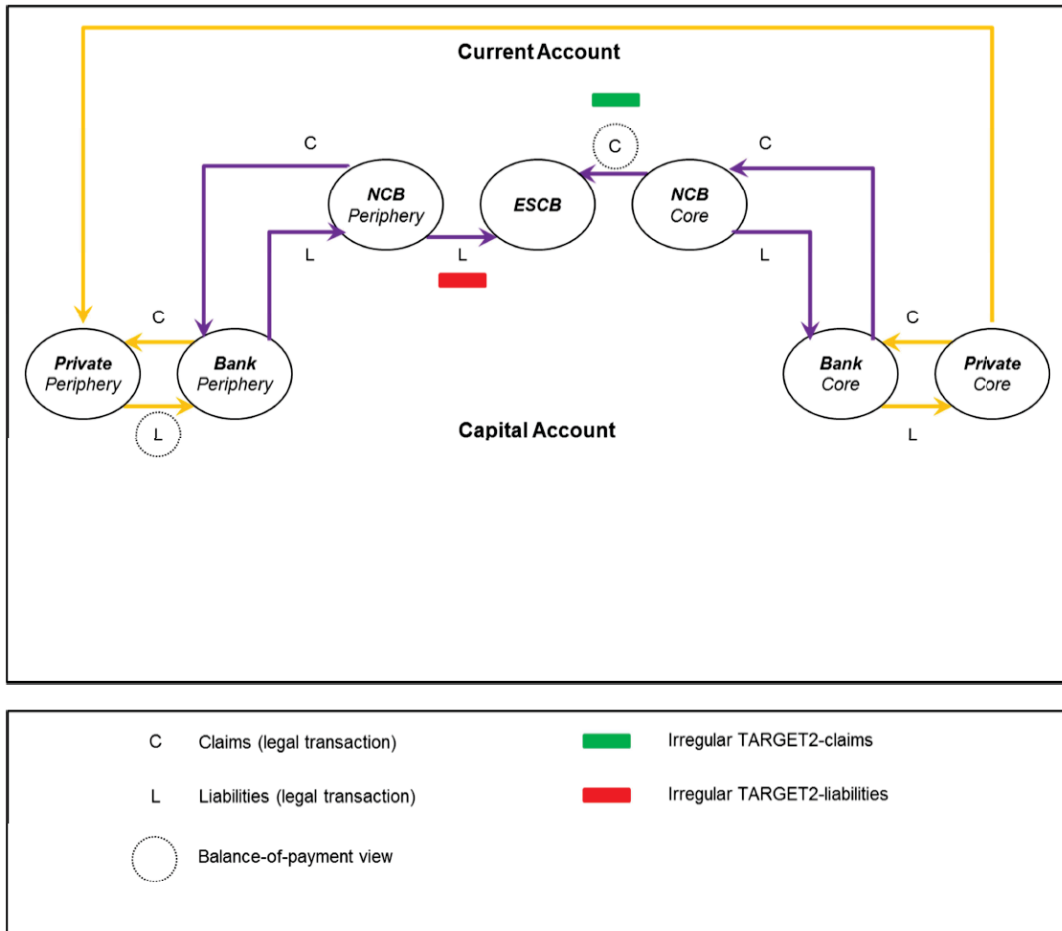 Current Account
C
C
C
NCB
Periphery
ESCB
NCB
Core
L
L
L
C
C
Private
Periphery
Bank
Periphery
Bank
Core
Private
Core
L
Capital Account
L
C Claims (legal transaction)
Irregular TARGET2-claims
L Liabilities (legal transaction)
Irregular TARGET2-liabilities
Balance-of-payment view